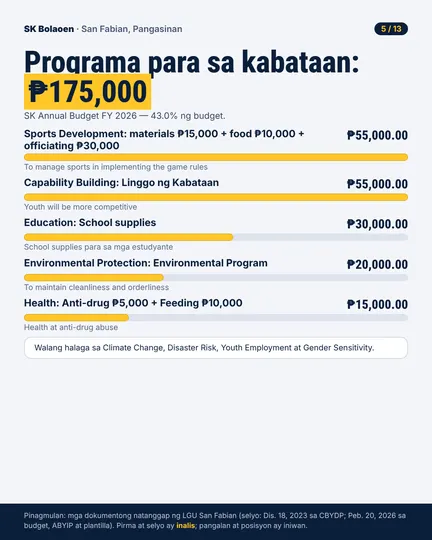 SK Bolaoen · San Fabian, Pangasinan
5 / 13
Programa para sa kabataan:
₱175,000
SK Annual Budget FY 2026 — 43.0% ng budget.
Sports Development: materials ₱15,000 + food ₱10,000 +
officiating ₱30,000
₱55,000.00
To manage sports in implementing the game rules
Capability Building: Linggo ng Kabataan
₱55,000.00
Youth will be more competitive
Education: School supplies
₱30,000.00
School supplies para sa mga estudyante
Environmental Protection: Environmental Program
₱20,000.00
To maintain cleanliness and orderliness
Health: Anti-drug ₱5,000 + Feeding ₱10,000
₱15,000.00
Health at anti-drug abuse
Walang halaga sa Climate Change, Disaster Risk, Youth Employment at Gender Sensitivity.
Pinagmulan: mga dokumentong natanggap ng LGU San Fabian (selyo: Dis. 18, 2023 sa CBYDP; Peb. 20, 2026 sa
budget, ABYIP at plantilla). Pirma at selyo ay inalis; pangalan at posisyon ay iniwan.